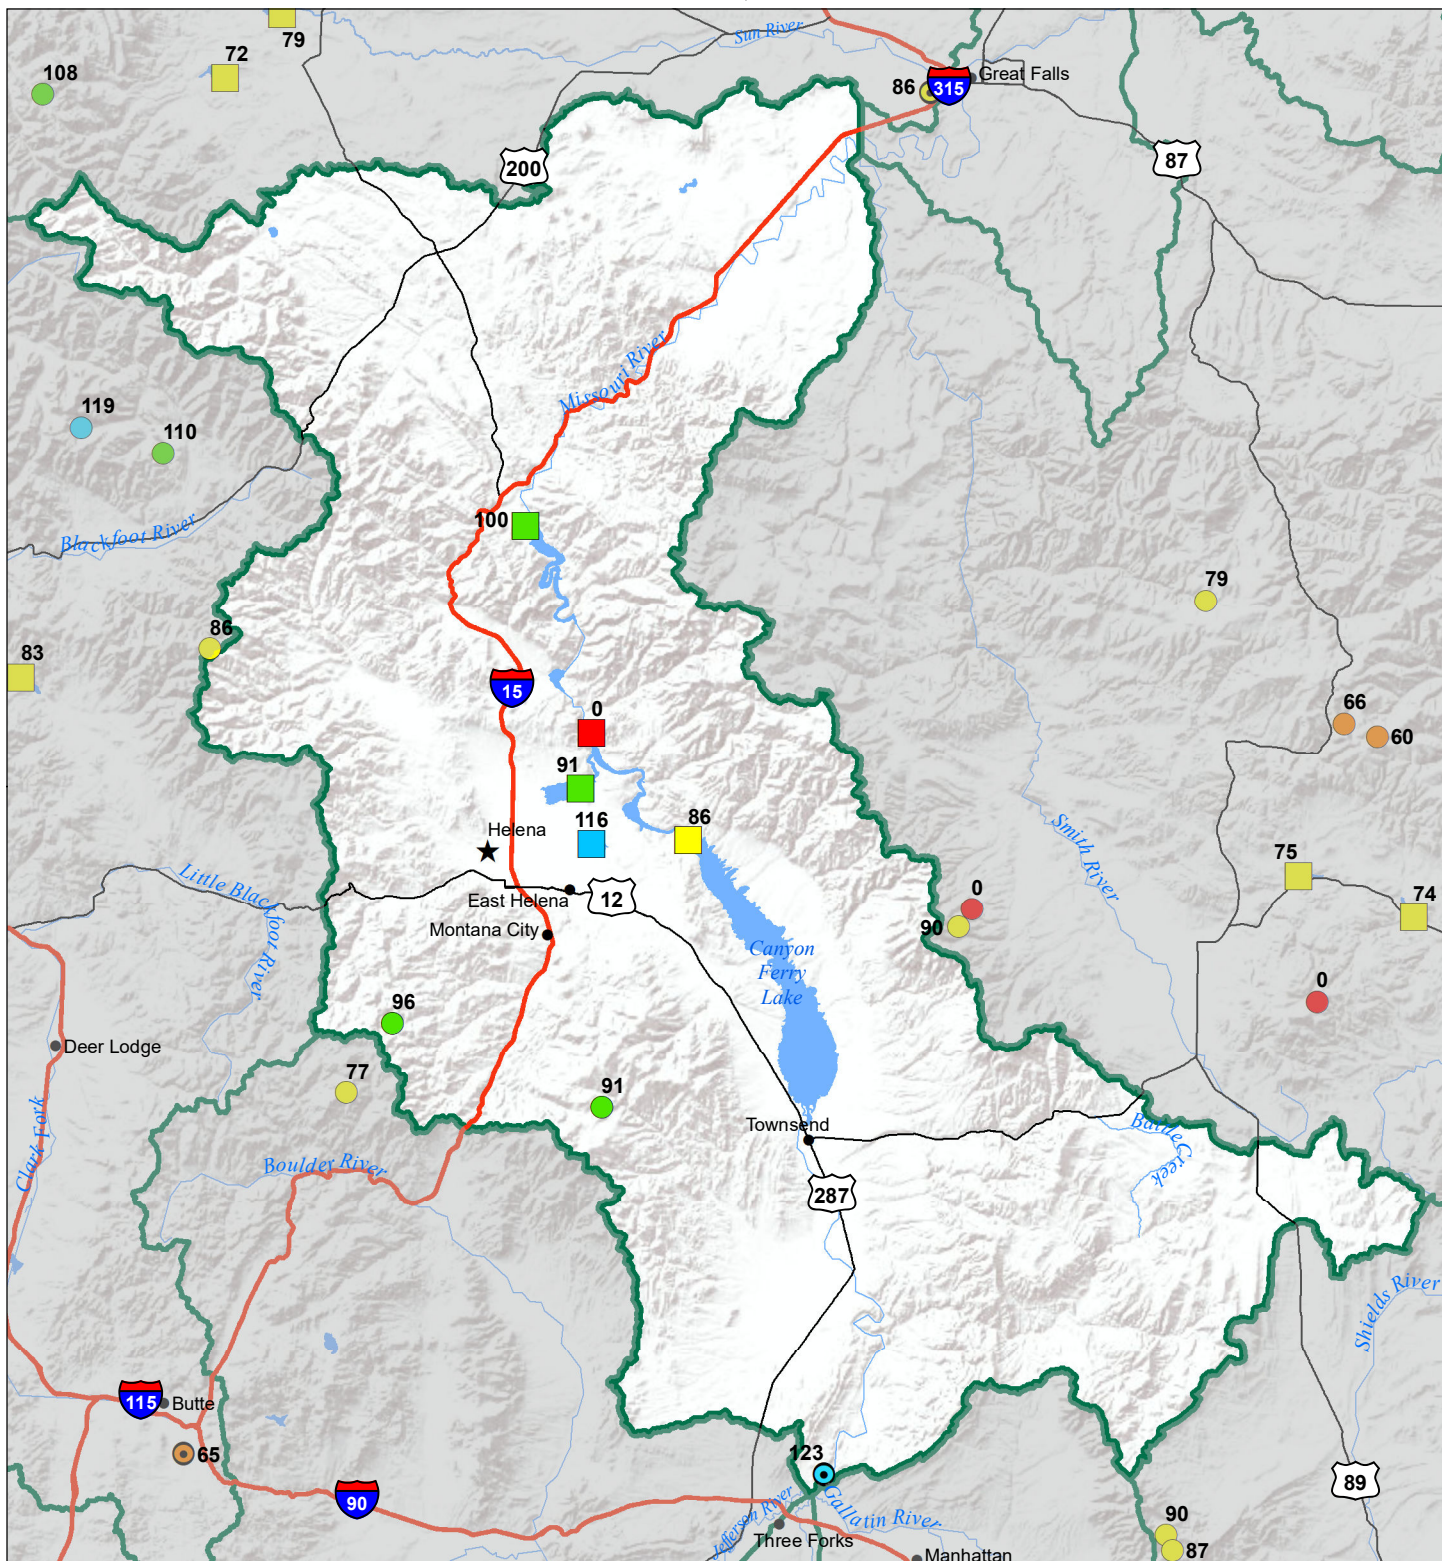 79
72
108
Sun River
86
315
Great Falls
87
200
Missouri River
119
110
100
Blackfoot River
79
86
83
15
0
66
60
91
116
86
Helena
Smith River
75
74
Little Blackfoot River
East Helena
12
0
90
Montana City
Canyon
Ferry
Lake
0
96
Deer Lodge
77
91
Clark Fork
Townsend
Battle Creek
Boulder River
287
Shields River
115
Butte
65
123
89
90
Jefferson River
Gallatin River
Three Forks
90
87
Manhattan